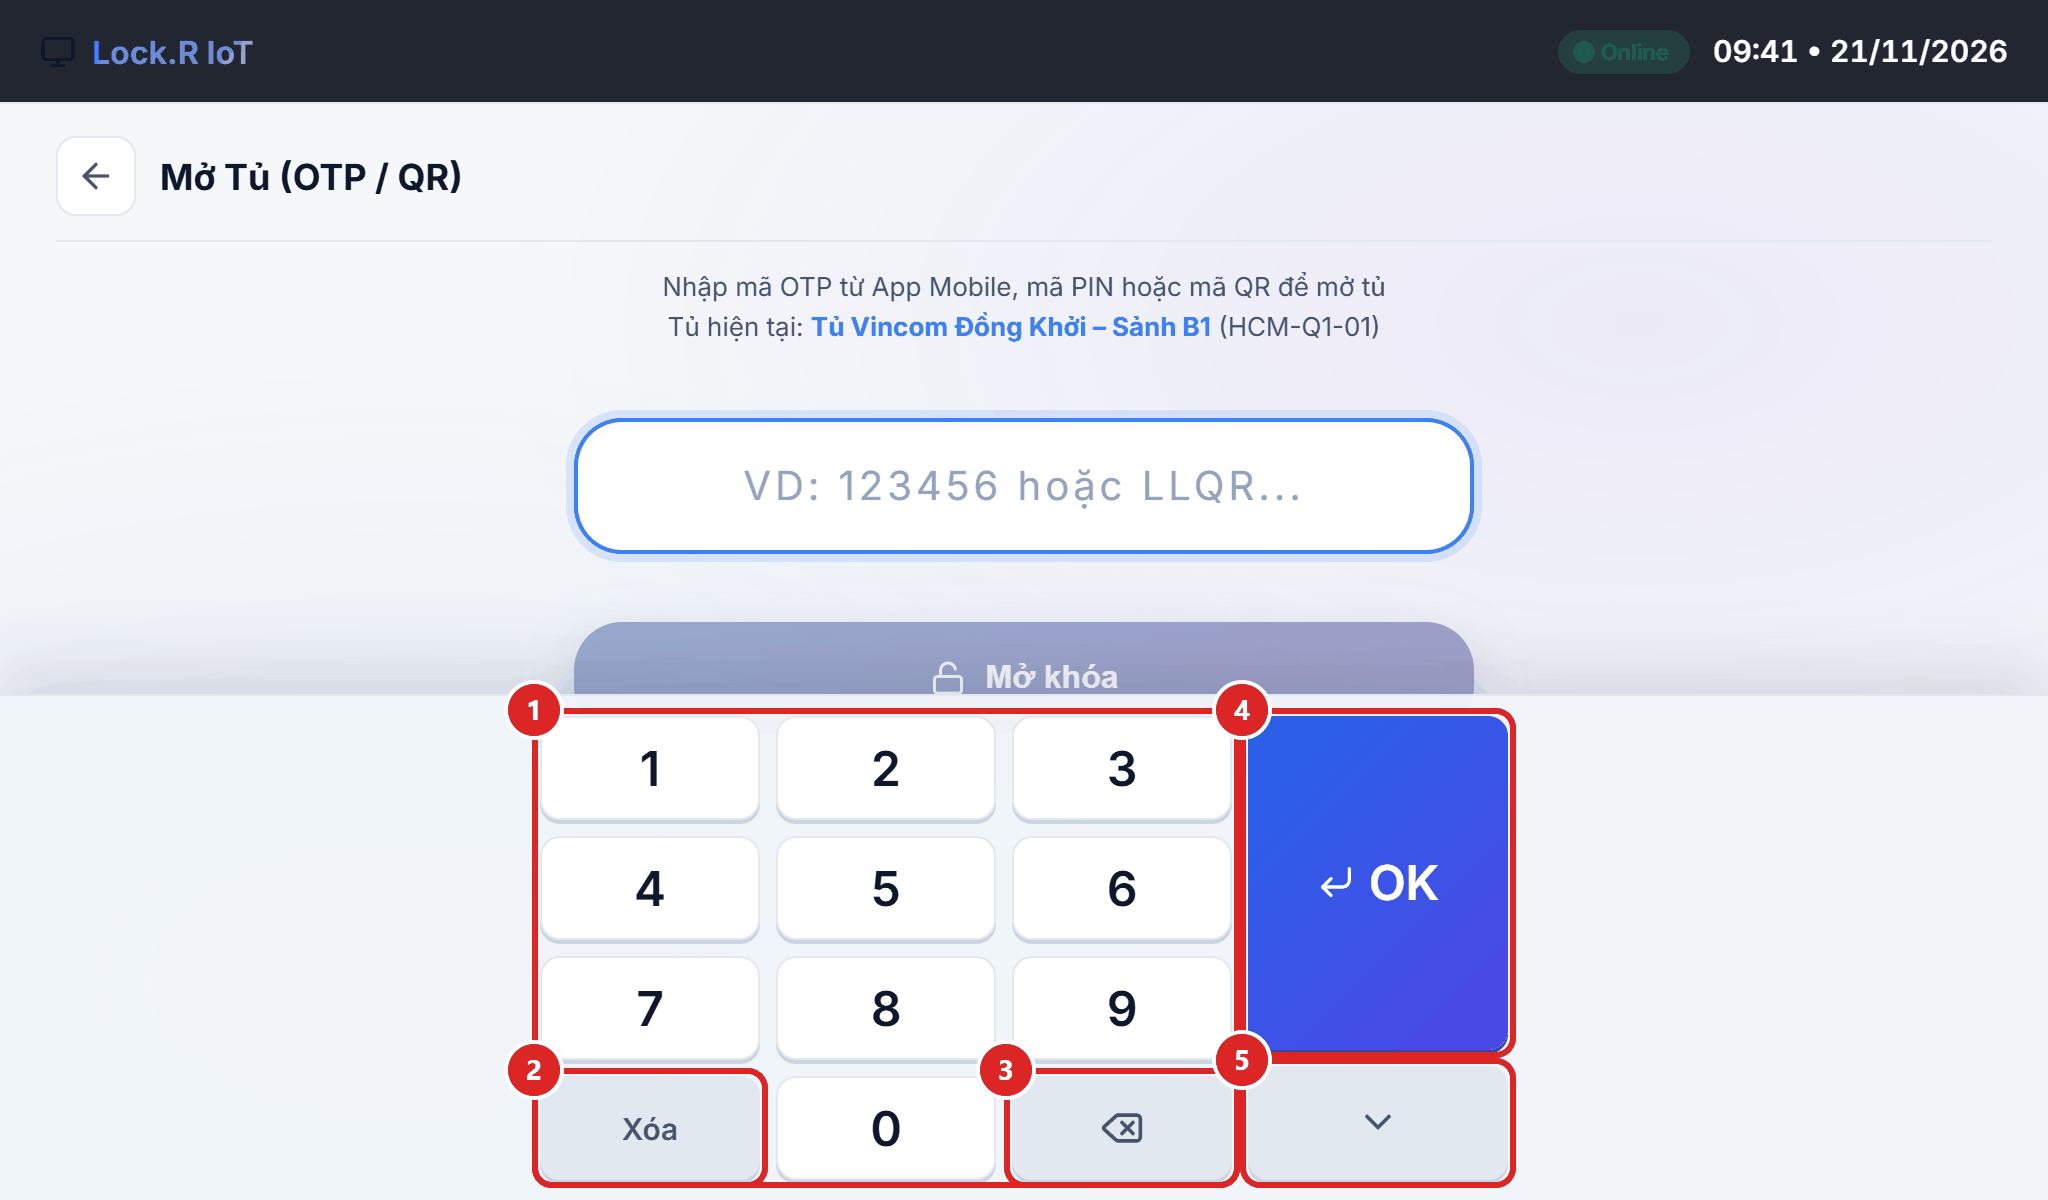 Lock.R IoT
Online
09:41 • 21/11/2026
Mở Tủ (OTP / QR)
Nhập mã OTP từ App Mobile, mã PIN hoặc mã QR để mở tủ
Tủ hiện tại: Tủ Vincom Đồng Khởi – Sảnh B1 (HCM-Q1-01)
VD: 123456 hoặc LLQR...
Mở khóa
1
4
1
2
3
4
5
6
OK
7
8
9
2
3
5
Xóa
0